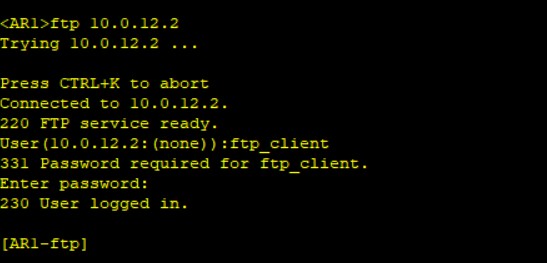 <AR1>ftp 10.0.12.2
Trying 10.0.12.2 ...
Press CTRL+K to abort
Connected to 10.0.12.2.
220 FTP service ready.
User(10.0.12.2:(none)):ftp_client
331 Password required for ftp_client.
Enter password:
230 User logged in.
[AR1-ftp]